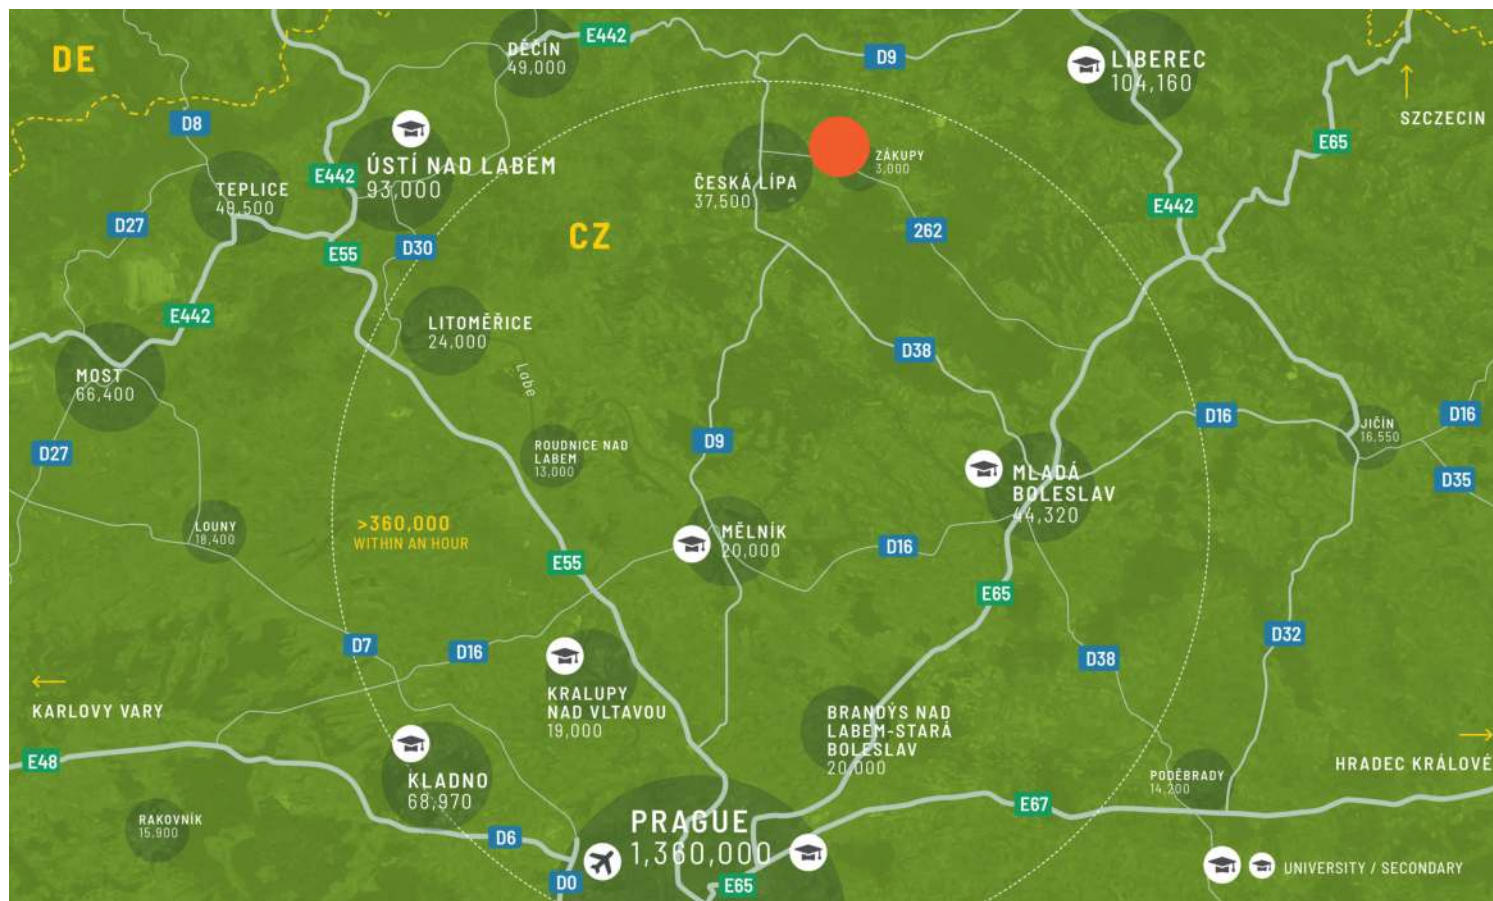 DE
DĚČÍN
49,000
E442
D9
LIBEREC
104,160
SZCZECIN
D8
E65
E442
ÚSTÍ NAD LABEM
93,000
TEPLICE
49,500
ČESKÁ LÍPA
37,500
ZÁKUPY
3,000
E442
D27
E55
D30
CZ
262
E442
LITOMĚŘICE
24,000
D38
MOST
66,400
Labe
D27
ROUDNICE NAD
LABEM
13,000
D9
D16
JIČÍN
16,550
D16
D35
MLADÁ
BOLESLAV
44,320
LOUNY
18,400
>360,000
WITHIN AN HOUR
E55
MĚLNÍK
20,000
D16
E65
D7
D16
D38
D32
KARLOVY VARY
KRALUPY
NAD VLTAVOU
19,000
BRANDÝS NAD
LABEM-STARÁ
BOLESLAV
20,000
E48
KLADNO
68,970
PODĚBRADY
14,200
HRADEC KRÁLOVÉ
RAKOVNÍK
15,900
D6
PRAGUE
1,360,000
E67
D0
E65
UNIVERSITY / SECONDARY